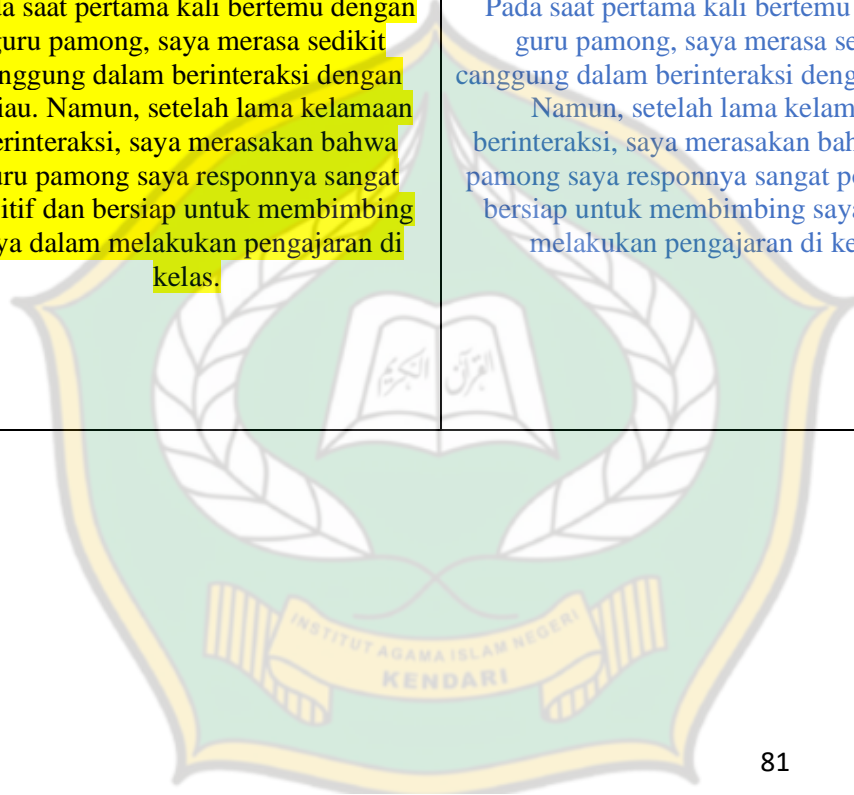 da saat pertama kali bertemu dengan
guru pamong, saya merasa sedikit
nggung dalam berinteraksi dengan
iau. Namun, setelah lama kelamaan
erinteraksi, saya merasakan bahwa
uru pamong saya responnya sangat
itif dan bersiap untuk membimbing
ya dalam melakukan pengajaran di
kelas.
Pada saat pertama kali bertemu
guru pamong, saya merasa se
canggung dalam berinteraksi deng
Namun, setelah lama kelam
berinteraksi, saya merasakan bah
pamong saya responnya sangat po
bersiap untuk membimbing saya
melakukan pengajaran di ke
القرآن الكريم
INSTITUT AGAMA ISLAM NEGERI
KENDARI
81